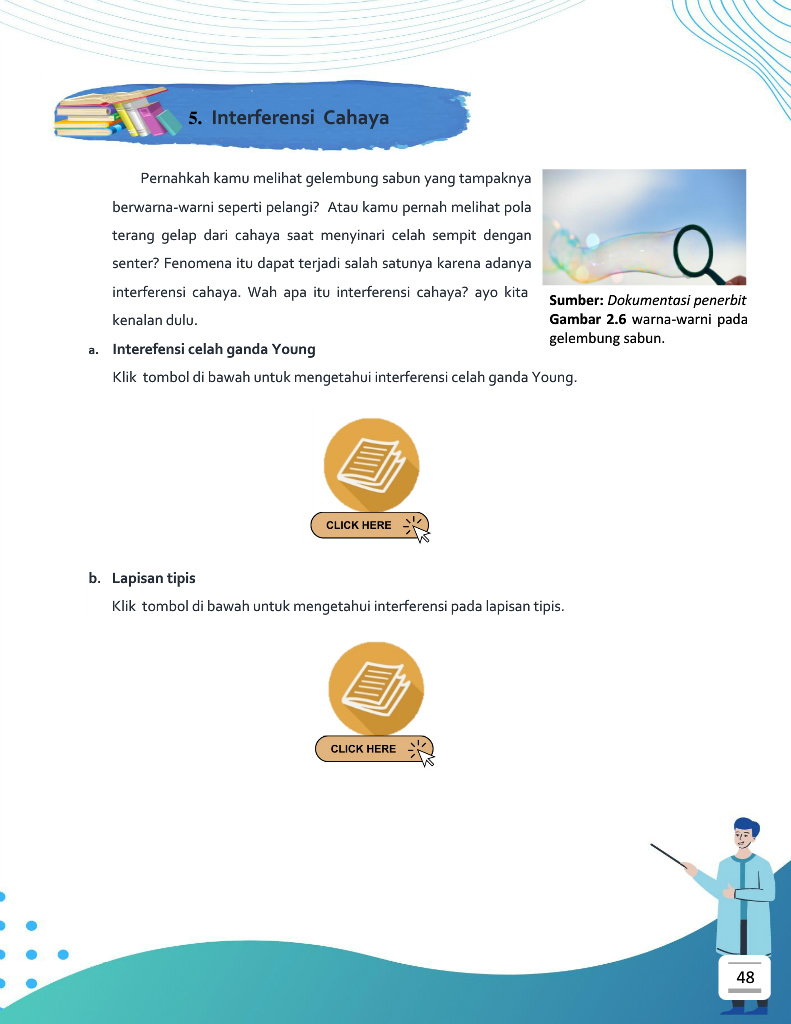 5. Interferensi Cahaya
Pernahkah kamu melihat gelembung sabun yang tampaknya
berwarna-warni seperti pelangi? Atau kamu pernah melihat pola
terang gelap dari cahaya saat menyinari celah sempit dengan
senter? Fenomena itu dapat terjadi salah satunya karena adanya
interferensi cahaya. Wah apa itu interferensi cahaya? ayo kita
kenalan dulu.
Sumber: Dokumentasi penerbit
Gambar 2.6 warna-warni pada
gelembung sabun.
a. Interefensi celah ganda Young
Klik tombol di bawah untuk mengetahui interferensi celah ganda Young.
CLICK HERE
b. Lapisan tipis
Klik tombol di bawah untuk mengetahui interferensi pada lapisan tipis.
CLICK HERE
48